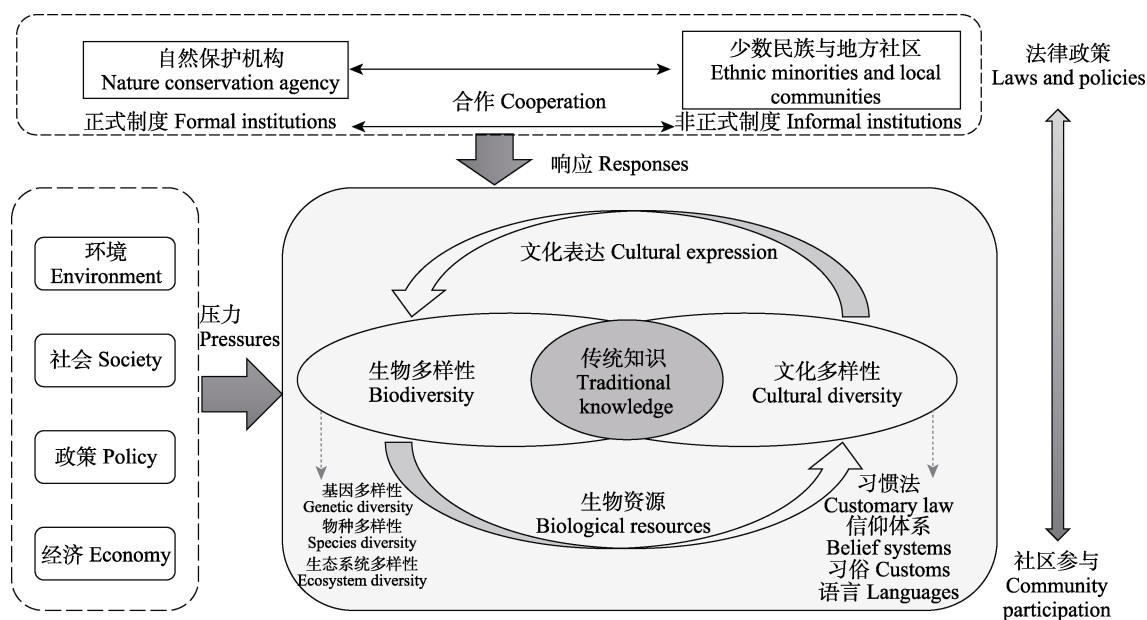 自然保护机构
Nature conservation agency
少数民族与地方社区
Ethnic minorities and local
communities
合作 Cooperation
正式制度 Formal institutions
非正式制度 Informal institutions
法律政策
Laws and policies
响应 Responses
环境
Environment
社会 Society
政策 Policy
经济 Economy
压力
Pressures
文化表达 Cultural expression
生物多样性
Biodiversity
传统知识
Traditional
knowledge
文化多样性
Cultural diversity
基因多样性
Genetic diversity
物种多样性
Species diversity
生态系统多样性
Ecosystem diversity
生物资源
Biological resources
习惯法
Customary law
信仰体系
Belief systems
习俗 Customs
语言 Languages
社区参与
Community
participation